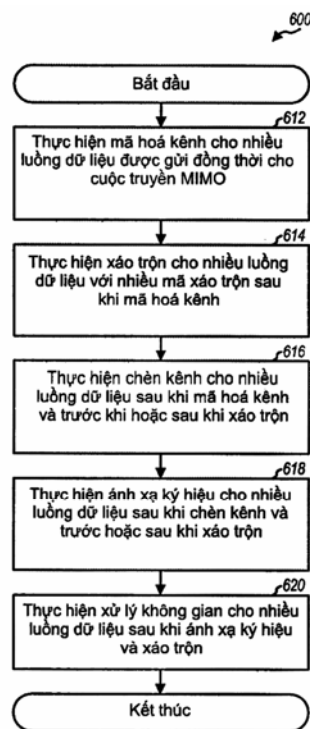 600
Bắt đầu
612
Thực hiện mã hoá kênh cho nhiều
luồng dữ liệu được gửi đồng thời cho
cuộc truyền MIMO
614
Thực hiện xáo trộn cho nhiều luồng
dữ liệu với nhiều mã xáo trộn sau
khi mã hoá kênh
616
Thực hiện chèn kênh cho nhiều
luồng dữ liệu sau khi mã hoá kênh
và trước khi hoặc sau khi xáo trộn
618
Thực hiện ánh xạ ký hiệu cho nhiều
luồng dữ liệu sau khi chèn kênh và
trước hoặc sau khi xáo trộn
620
Thực hiện xử lý không gian cho nhiều
luồng dữ liệu sau khi ánh xạ ký hiệu
và xáo trộn
Kết thúc